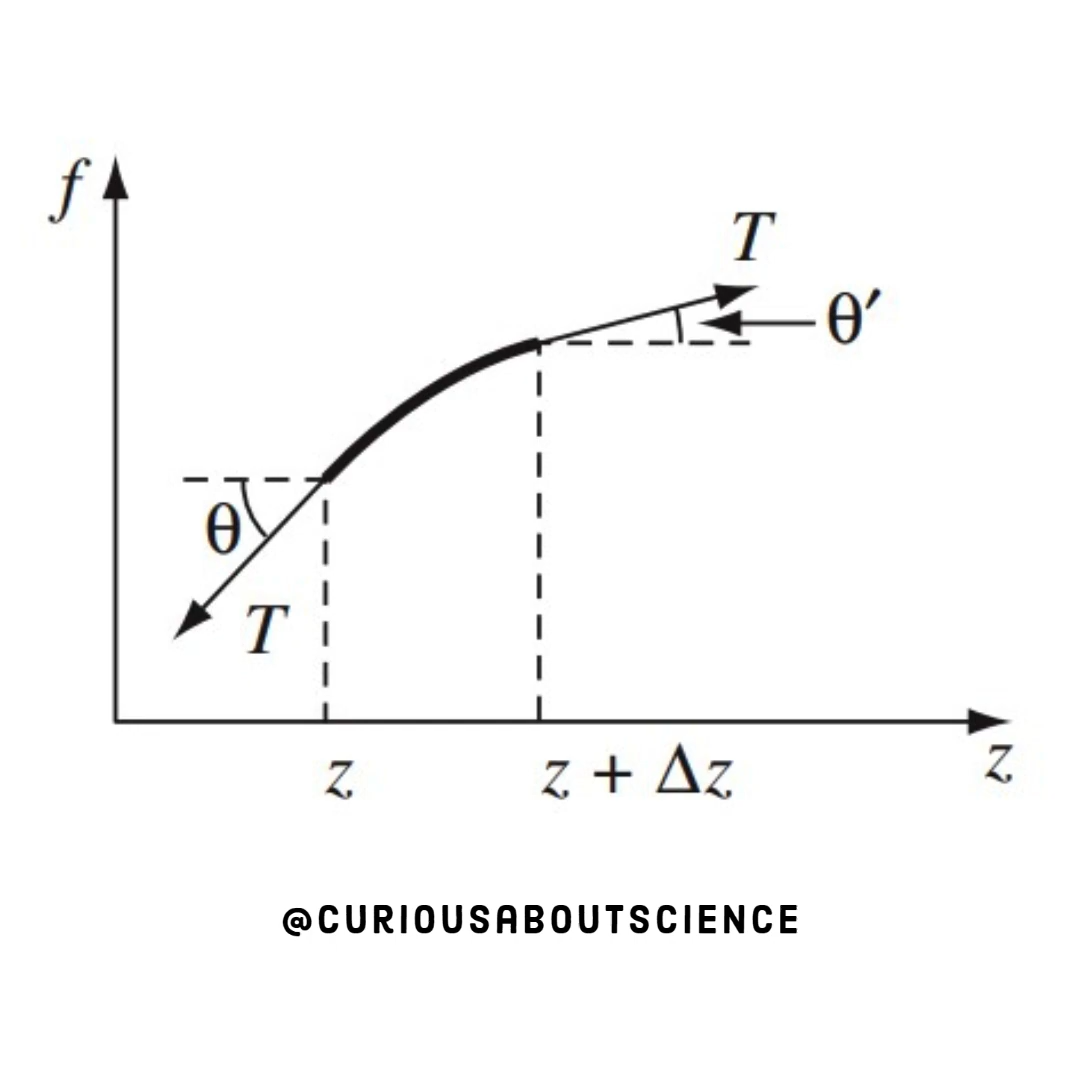 f
T
θ′
θ
T
z
z + Δz
z
@CURIOUSABOUTSCIENCE